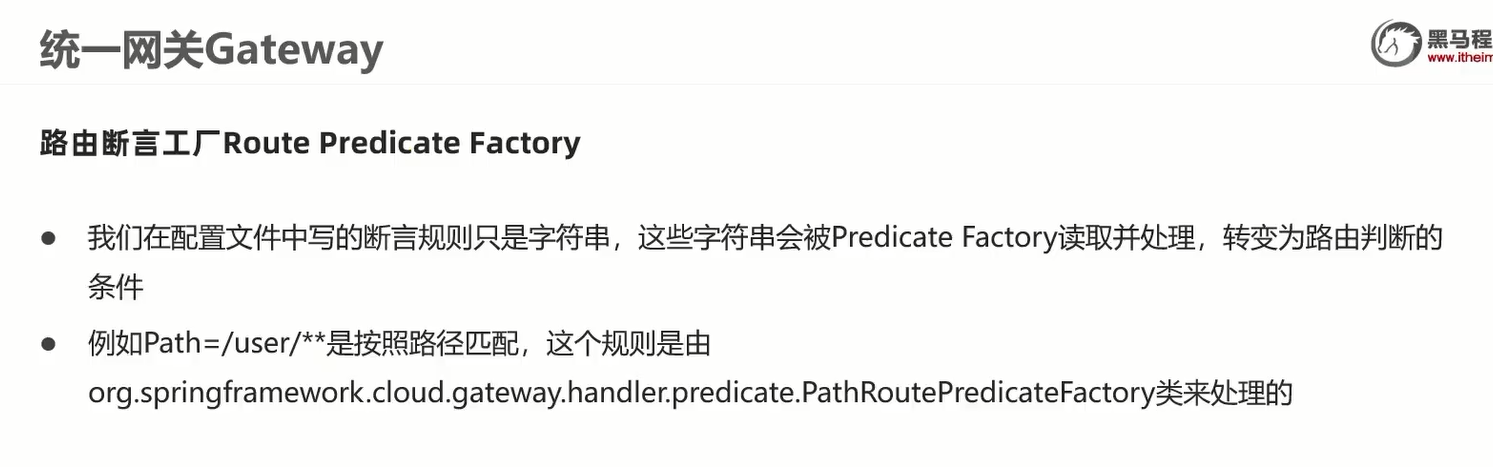 统一网关Gateway
黑马程
www.itheim
路由断言工厂Route Predicate Factory
● 我们在配置文件中写的断言规则只是字符串，这些字符串会被Predicate Factory读取并处理，转变为路由判断的
条件
● 例如Path=/user/**是按照路径匹配，这个规则是由
org.springframework.cloud.gateway.handler.predicate.PathRoutePredicateFactory类来处理的